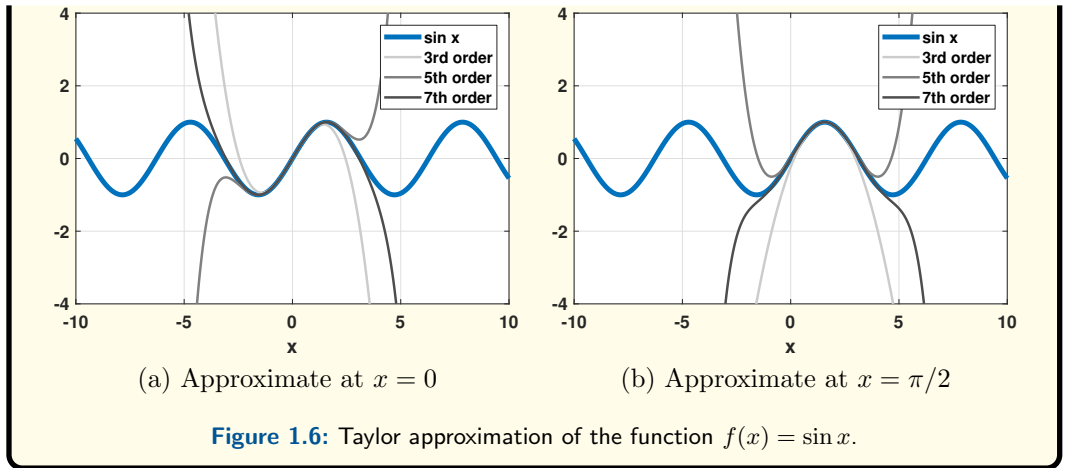 4
2
0
-2
-4
-10 -5 0 5 10
x
sin x
3rd order
5th order
7th order
(a) Approximate at x = 0
4
2
0
-2
-4
-10 -5 0 5 10
x
sin x
3rd order
5th order
7th order
(b) Approximate at x = π/2
Figure 1.6: Taylor approximation of the function f(x) = sin x.